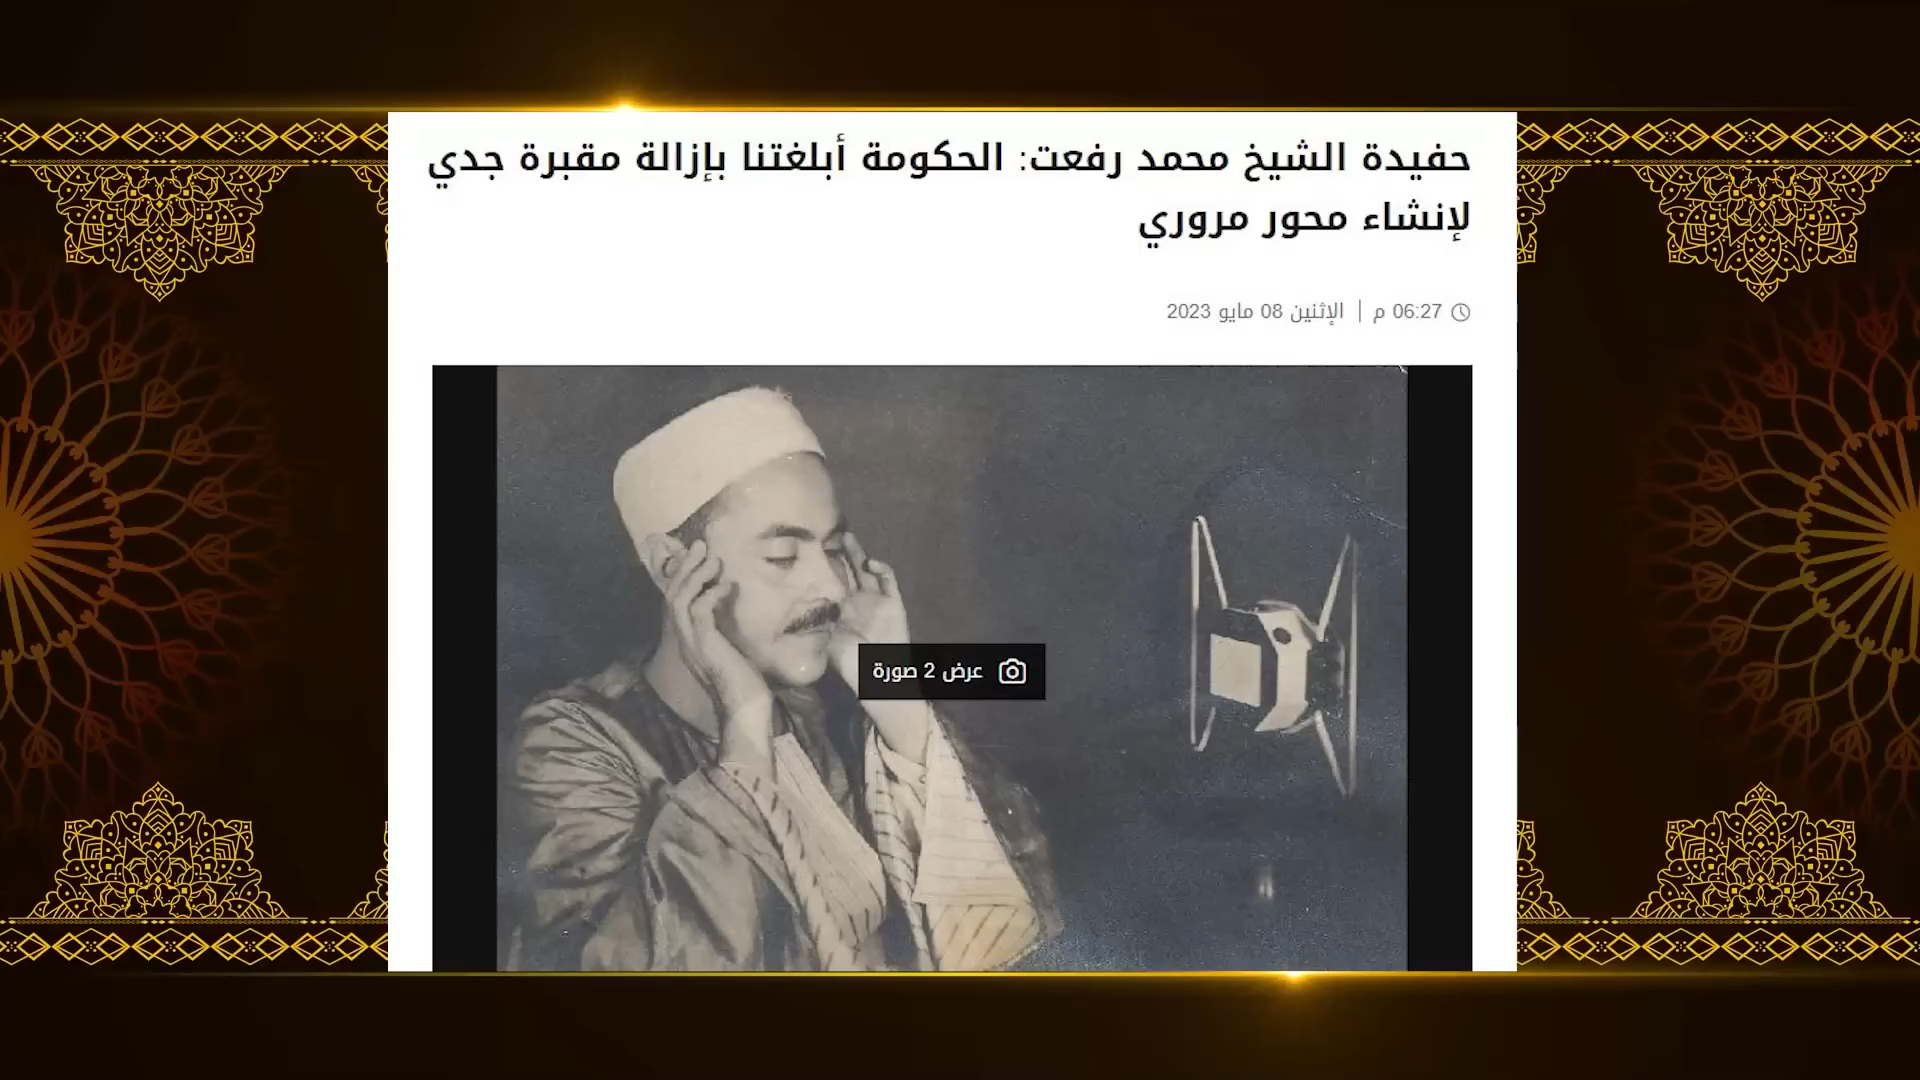 حفيدة الشيخ محمد رفعت: الحكومة أبلغتنا بإزالة مقبرة جدي
لإنشاء محور مروري
06:27 م | الإثنين 08 مايو 2023
عرض 2 صورة